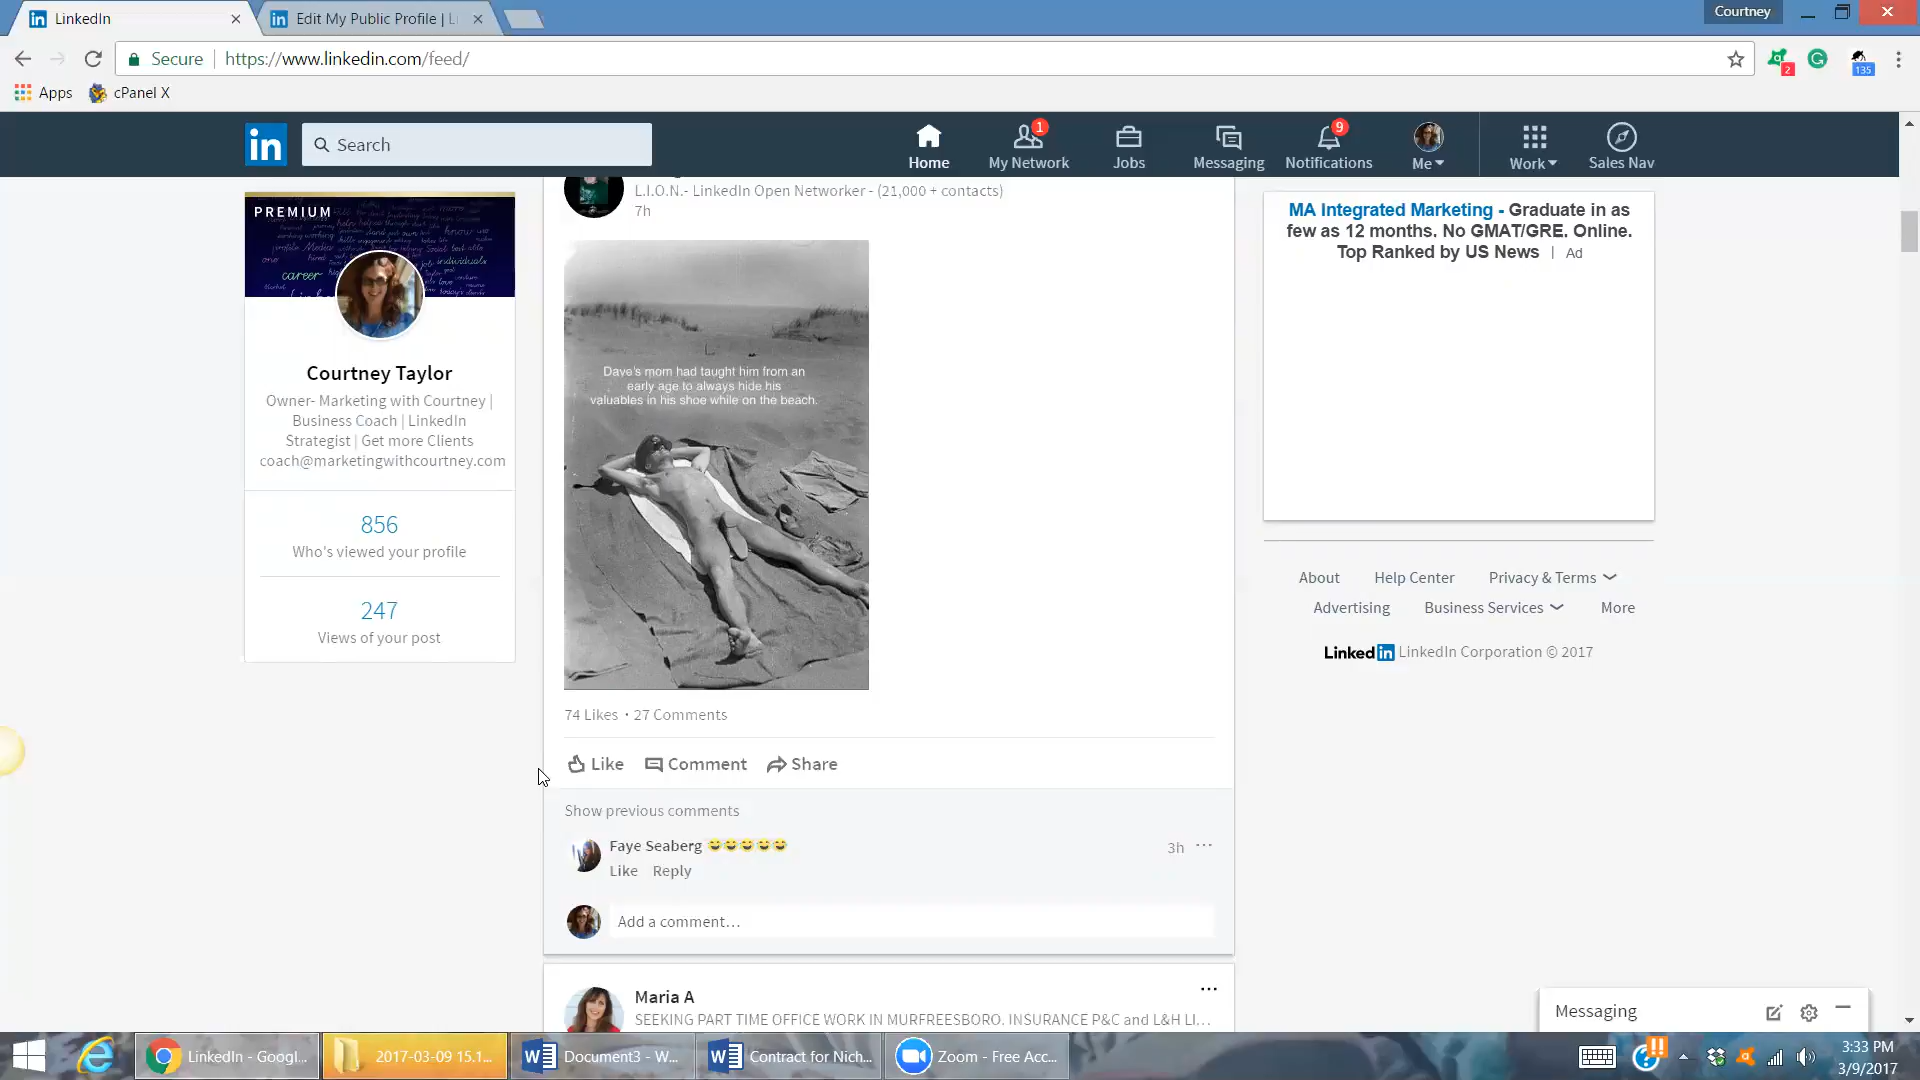 LinkedIn
Edit My Public Profile | L
Courtney
Secure
https://www.linkedin.com/feed/
2
135
Apps
cPanel X
in
Search
Home
1
My Network
Jobs
Messaging
9
Notifications
Me
Work
Sales Nav
PREMIUM
career
individuals
Courtney Taylor
Owner- Marketing with Courtney |
Business Coach | LinkedIn
Strategist | Get more Clients
coach@marketingwithcourtney.com
856
Who's viewed your profile
247
Views of your post
L.I.O.N.- LinkedIn Open Networker - (21,000 + contacts)
7h
Dave's mom had taught him from an
early age to always hide his
valuables in his shoe while on the beach.
74 Likes • 27 Comments
Like
Comment
Share
Show previous comments
Faye Seaberg
3h
Like
Reply
Add a comment…
Maria A
SEEKING PART TIME OFFICE WORK IN MURFREESBORO. INSURANCE P&C and L&H LI...
MA Integrated Marketing - Graduate in as
few as 12 months. No GMAT/GRE. Online.
Top Ranked by US News | Ad
About
Help Center
Privacy & Terms
Advertising
Business Services
More
LinkedIn LinkedIn Corporation © 2017
Messaging
LinkedIn - Googl...
2017-03-09 15.1...
Document3 - W...
Contract for Nich...
Zoom - Free Acc...
3:33 PM
3/9/2017